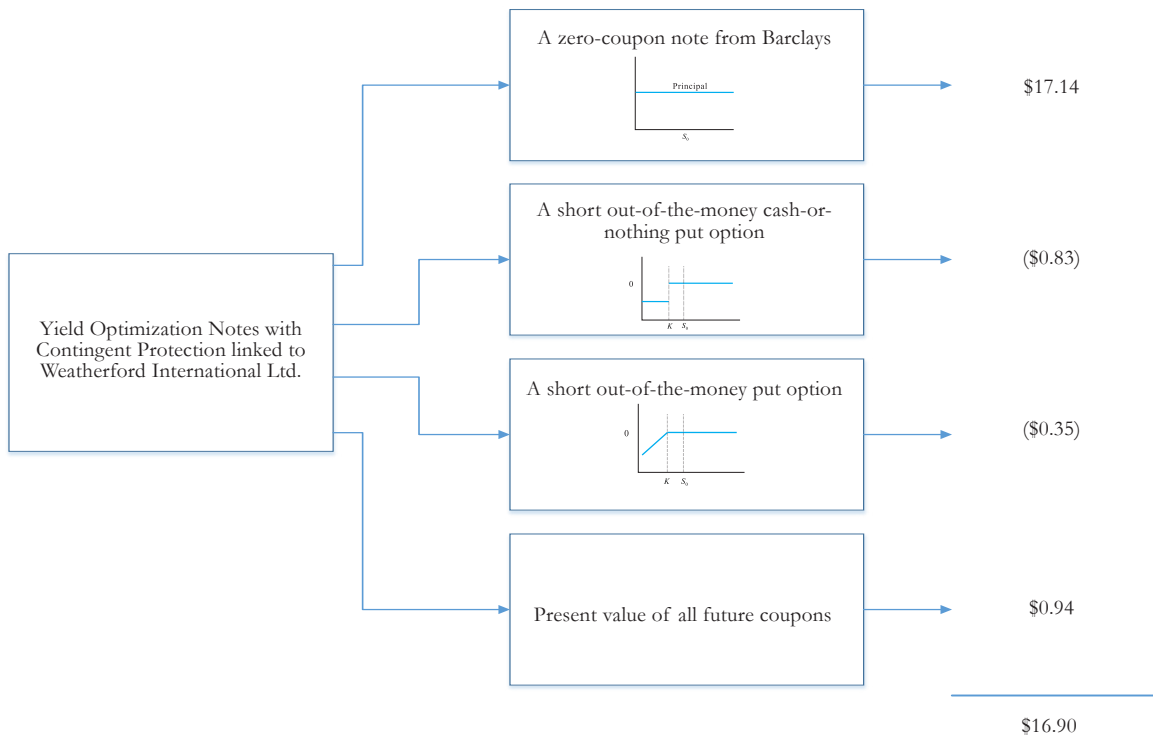 A zero-coupon note from Barclays
Principal
S₀
$17.14
A short out-of-the-money cash-or-
nothing put option
0
K S₀
($0.83)
Yield Optimization Notes with
Contingent Protection linked to
Weatherford International Ltd.
A short out-of-the-money put option
0
K S₀
($0.35)
Present value of all future coupons
$0.94
$16.90